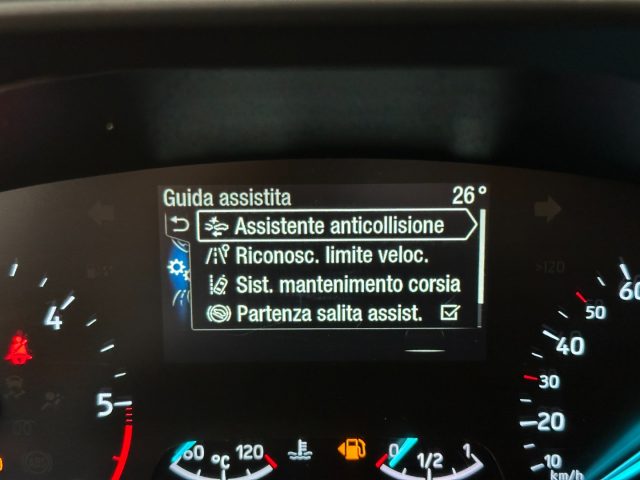 Guida assistita 26°
Assistente anticollisione
Riconosc. limite veloc.
Sist. mantenimento corsia
Partenza salita assist.
>120
4
5
60
50
40
30
20
10
km/h
60 °C 120
0 1/2 1